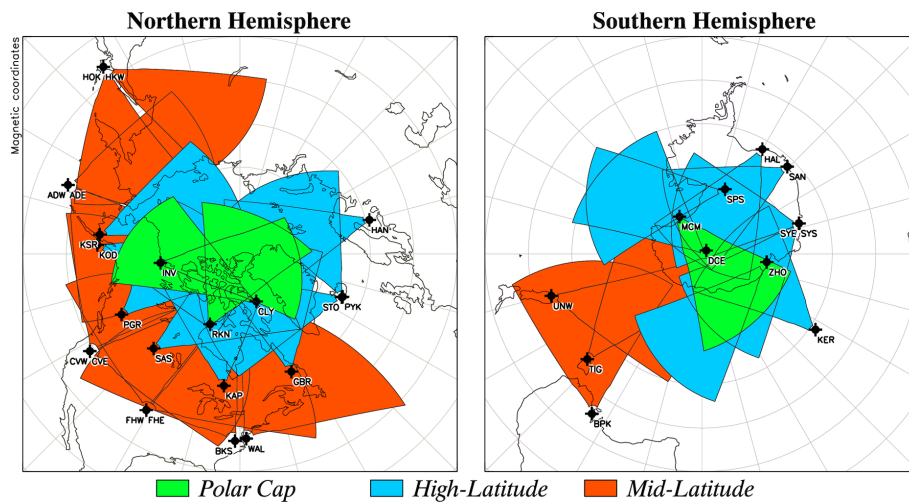 Northern Hemisphere
Southern Hemisphere
Magnetic coordinates
HOK HKW
ADW ADE
KSR
KOD
HAN
INV
STO PYK
CLY
PGR
RKN
SAS
CVW CVE
GBR
KAP
FHW FHE
BKS WAL
HAL
SAN
SPS
MCM
SYE SYS
DCE
ZHO
UNW
KER
TIG
BPK
Polar Cap
High-Latitude
Mid-Latitude